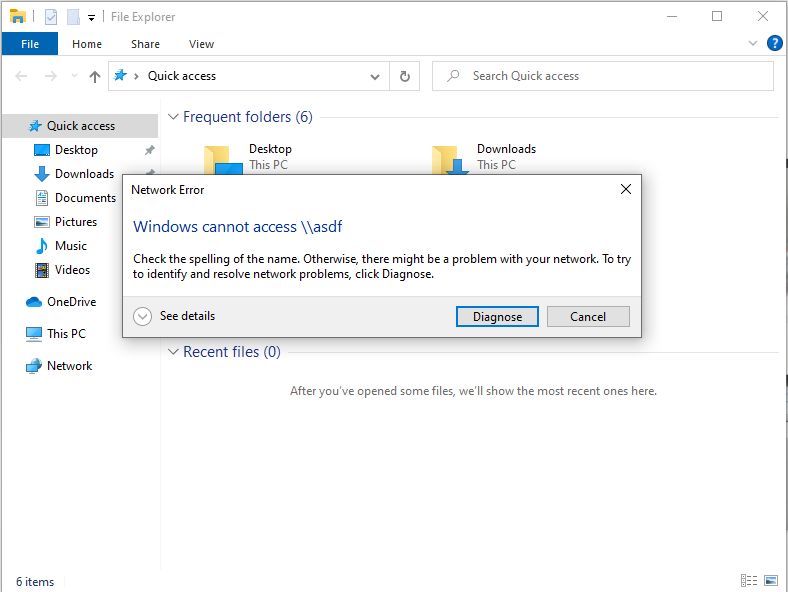 File Explorer
File Home Share View
Quick access
Search Quick access
Quick access
Desktop
Downloads
Documents
Pictures
Music
Videos
OneDrive
This PC
Network
Frequent folders (6)
Desktop
This PC
Downloads
This PC
Network Error
Windows cannot access \\asdf
Check the spelling of the name. Otherwise, there might be a problem with your network. To try
to identify and resolve network problems, click Diagnose.
See details
Diagnose Cancel
Recent files (0)
After you've opened some files, we'll show the most recent ones here.
6 items